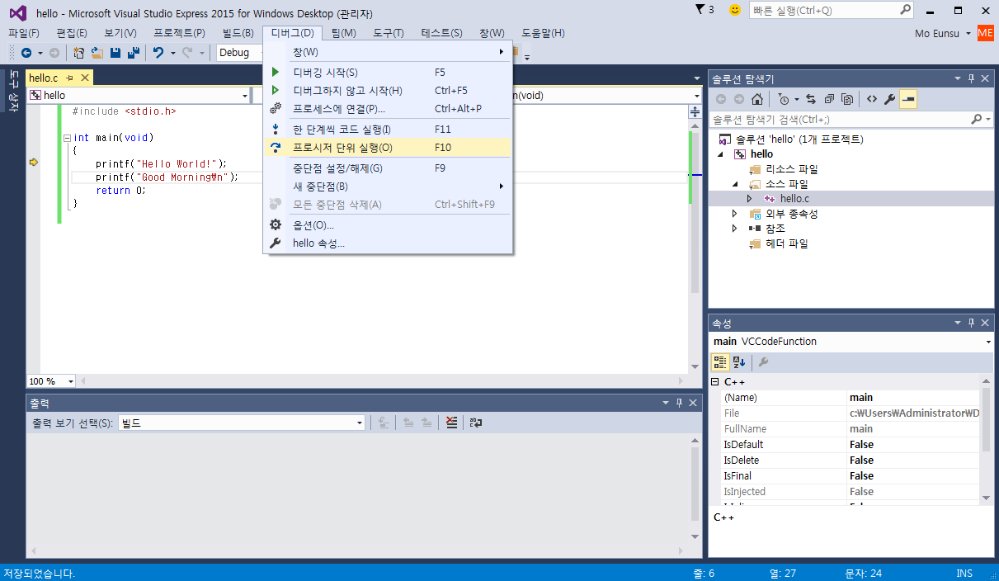 hello - Microsoft Visual Studio Express 2015 for Windows Desktop (관리자)
3
빠른 실행(Ctrl+Q)
파일(F) 편집(E) 보기(V) 프로젝트(P) 빌드(B) 디버그(D) 팀(M) 도구(T) 테스트(S) 창(W) 도움말(H)
Mo Eunsu ME
Debug
도구 상자
hello.c
hello
n(void)
#include <stdio.h>
int main(void)
{
printf("Hello World!");
printf("Good Morning₩n");
return 0;
}
창(W)
디버깅 시작(S) F5
디버그하지 않고 시작(H) Ctrl+F5
프로세스에 연결(P)... Ctrl+Alt+P
한 단계씩 코드 실행(I) F11
프로시저 단위 실행(O) F10
중단점 설정/해제(G) F9
새 중단점(B)
모든 중단점 삭제(A) Ctrl+Shift+F9
옵션(O)...
hello 속성...
100 %
출력
출력 보기 선택(S): 빌드
솔루션 탐색기
솔루션 탐색기 검색(Ctrl+;)
솔루션 'hello' (1개 프로젝트)
hello
리소스 파일
소스 파일
hello.c
외부 종속성
참조
헤더 파일
속성
main VCCodeFunction
C++
(Name) main
File c:₩Users₩Administrator₩D
FullName main
IsDefault False
IsDelete False
IsFinal False
IsInjected False
C++
저장되었습니다. 줄: 6 열: 27 문자: 24 INS